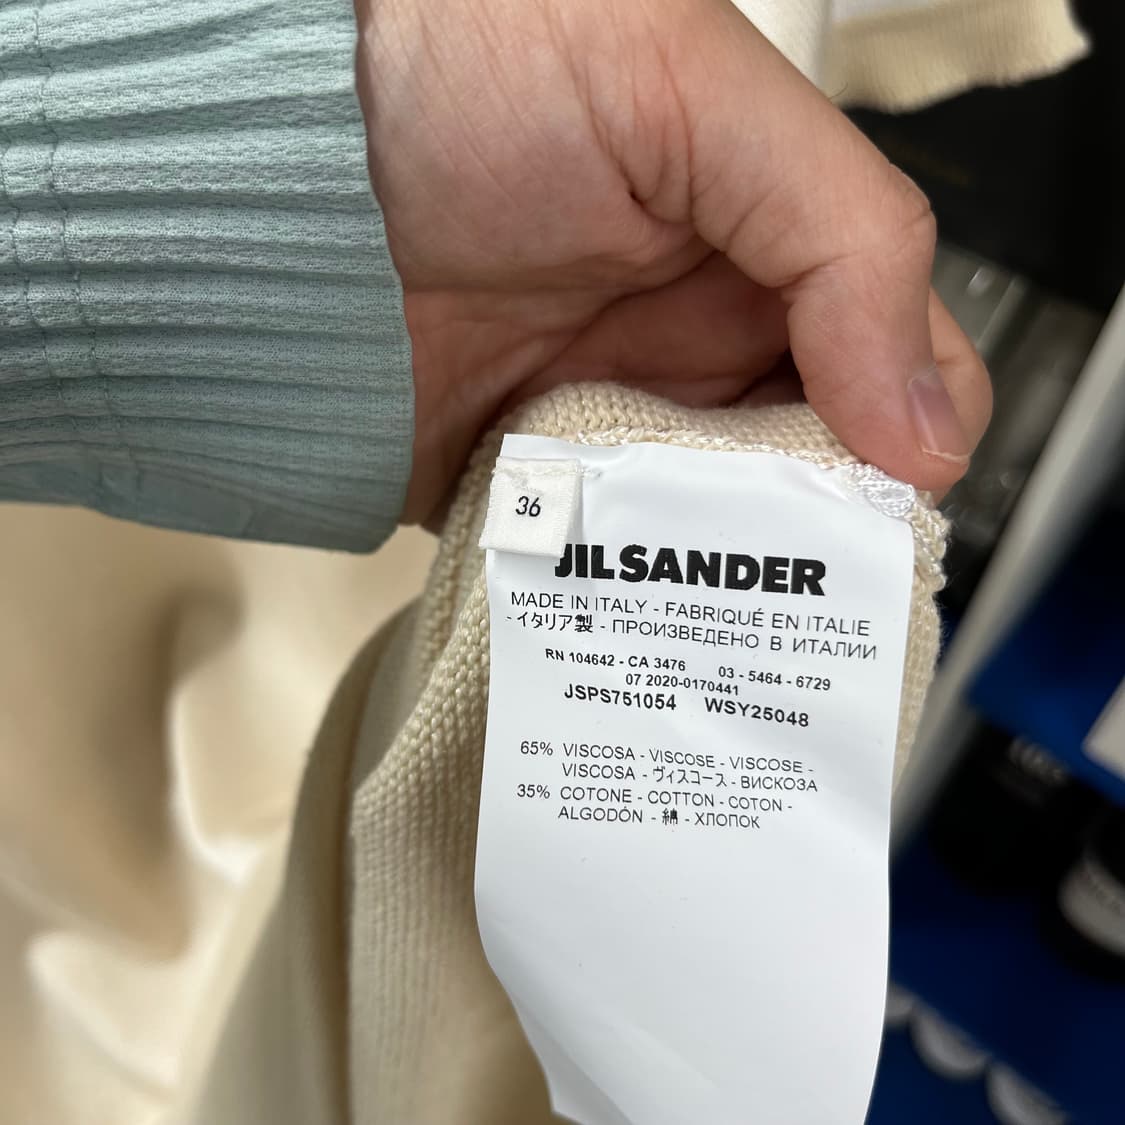 36
JIL SANDER
MADE IN ITALY - FABRIQUÉ EN ITALIE
- イタリア製 - ПРОИЗВЕДЕНО В ИТАЛИИ
RN 104642 - CA 3476 03 - 5464 - 6729
07 2020-0170441
JSPS751054 WSY25048
65% VISCOSA - VISCOSE - VISCOSE -
VISCOSA - ヴィスコース - ВИСКОЗА
35% COTONE - COTTON - COTON -
ALGODÓN - 綿 - ХЛОПОК